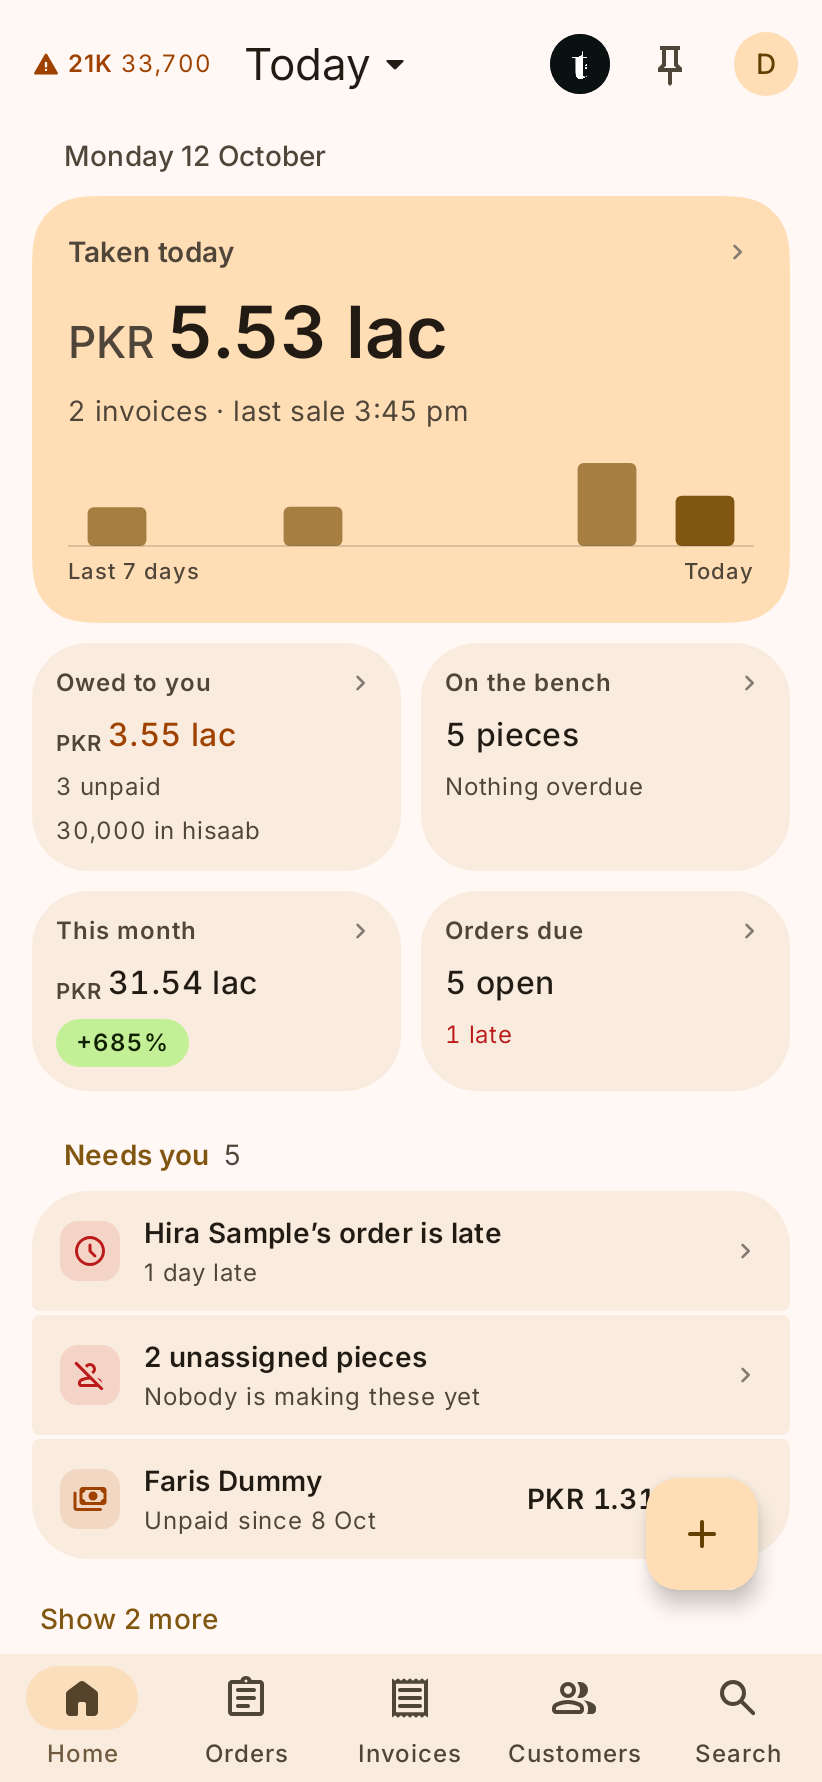 21K 33,700
Today
t
D
Monday 12 October
Taken today
PKR 5.53 lac
2 invoices · last sale 3:45 pm
Last 7 days
Today
Owed to you
PKR 3.55 lac
3 unpaid
30,000 in hisaab
On the bench
5 pieces
Nothing overdue
This month
PKR 31.54 lac
+685%
Orders due
5 open
1 late
Needs you 5
Hira Sample’s order is late
1 day late
2 unassigned pieces
Nobody is making these yet
Faris Dummy
Unpaid since 8 Oct
PKR 1.31
Show 2 more
Home
Orders
Invoices
Customers
Search